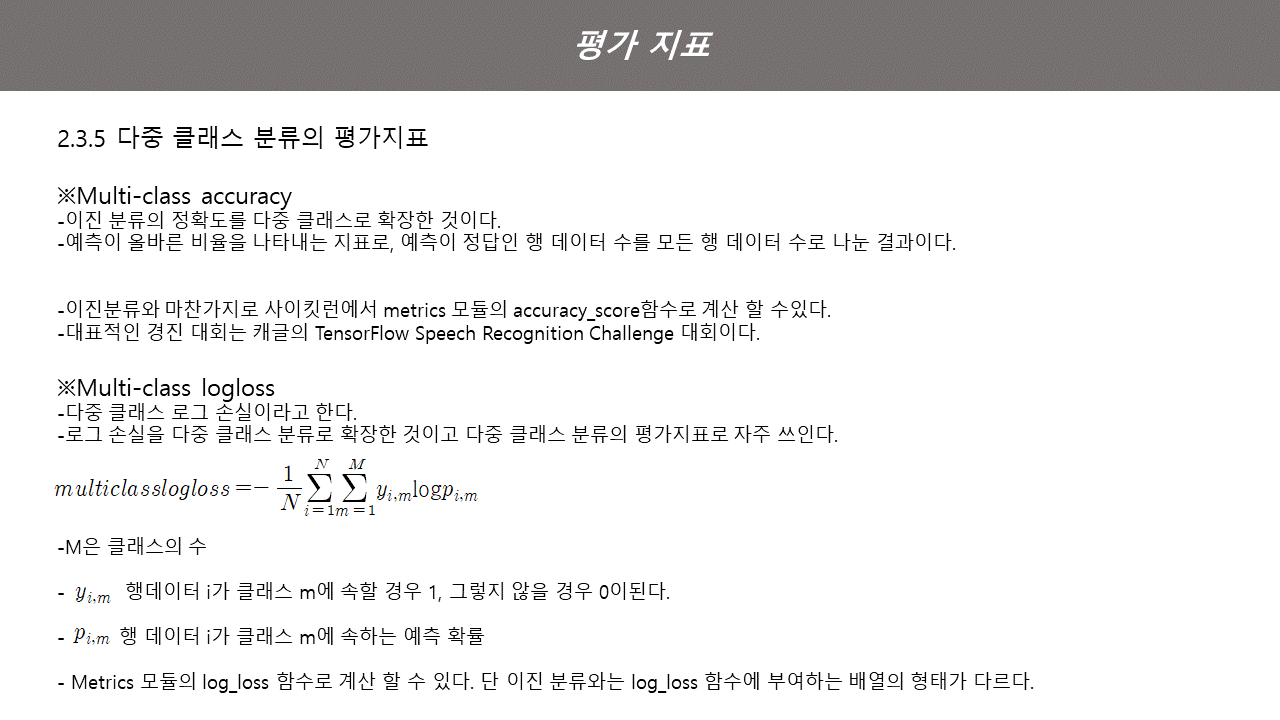 평가 지표
2.3.5 다중 클래스 분류의 평가지표
※Multi-class accuracy
-이진 분류의 정확도를 다중 클래스로 확장한 것이다.
-예측이 올바른 비율을 나타내는 지표로, 예측이 정답인 행 데이터 수를 모든 행 데이터 수로 나눈 결과이다.
-이진분류와 마찬가지로 사이킷런에서 metrics 모듈의 accuracy_score함수로 계산 할 수있다.
-대표적인 경진 대회는 캐글의 TensorFlow Speech Recognition Challenge 대회이다.
※Multi-class logloss
-다중 클래스 로그 손실이라고 한다.
-로그 손실을 다중 클래스 분류로 확장한 것이고 다중 클래스 분류의 평가지표로 자주 쓰인다.
$multiclasslogloss = -\frac{1}{N}\sum_{i=1}^{N}\sum_{m=1}^{M} y_{i,m} \log p_{i,m}$
-M은 클래스의 수
- $y_{i,m}$ 행데이터 i가 클래스 m에 속할 경우 1, 그렇지 않을 경우 0이된다.
- $p_{i,m}$ 행 데이터 i가 클래스 m에 속하는 예측 확률
- Metrics 모듈의 log_loss 함수로 계산 할 수 있다. 단 이진 분류와는 log_loss 함수에 부여하는 배열의 형태가 다르다.